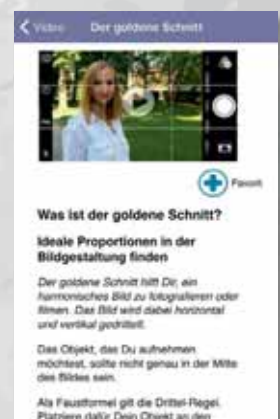 Video Der goldene Schnitt
Favorit
Was ist der goldene Schnitt?
Ideale Proportionen in der
Bildgestaltung finden
Der goldene Schnitt hilft Dir, ein
harmonisches Bild zu fotografieren oder
filmen. Das Bild wird dabei horizontal
und vertikal gedrittelt.
Das Objekt, das Du aufnehmen
möchtest, sollte nicht genau in der Mitte
des Bildes sein.
Als Faustformel gilt die Drittel-Regel.
Platziere dafür Dein Objekt an den